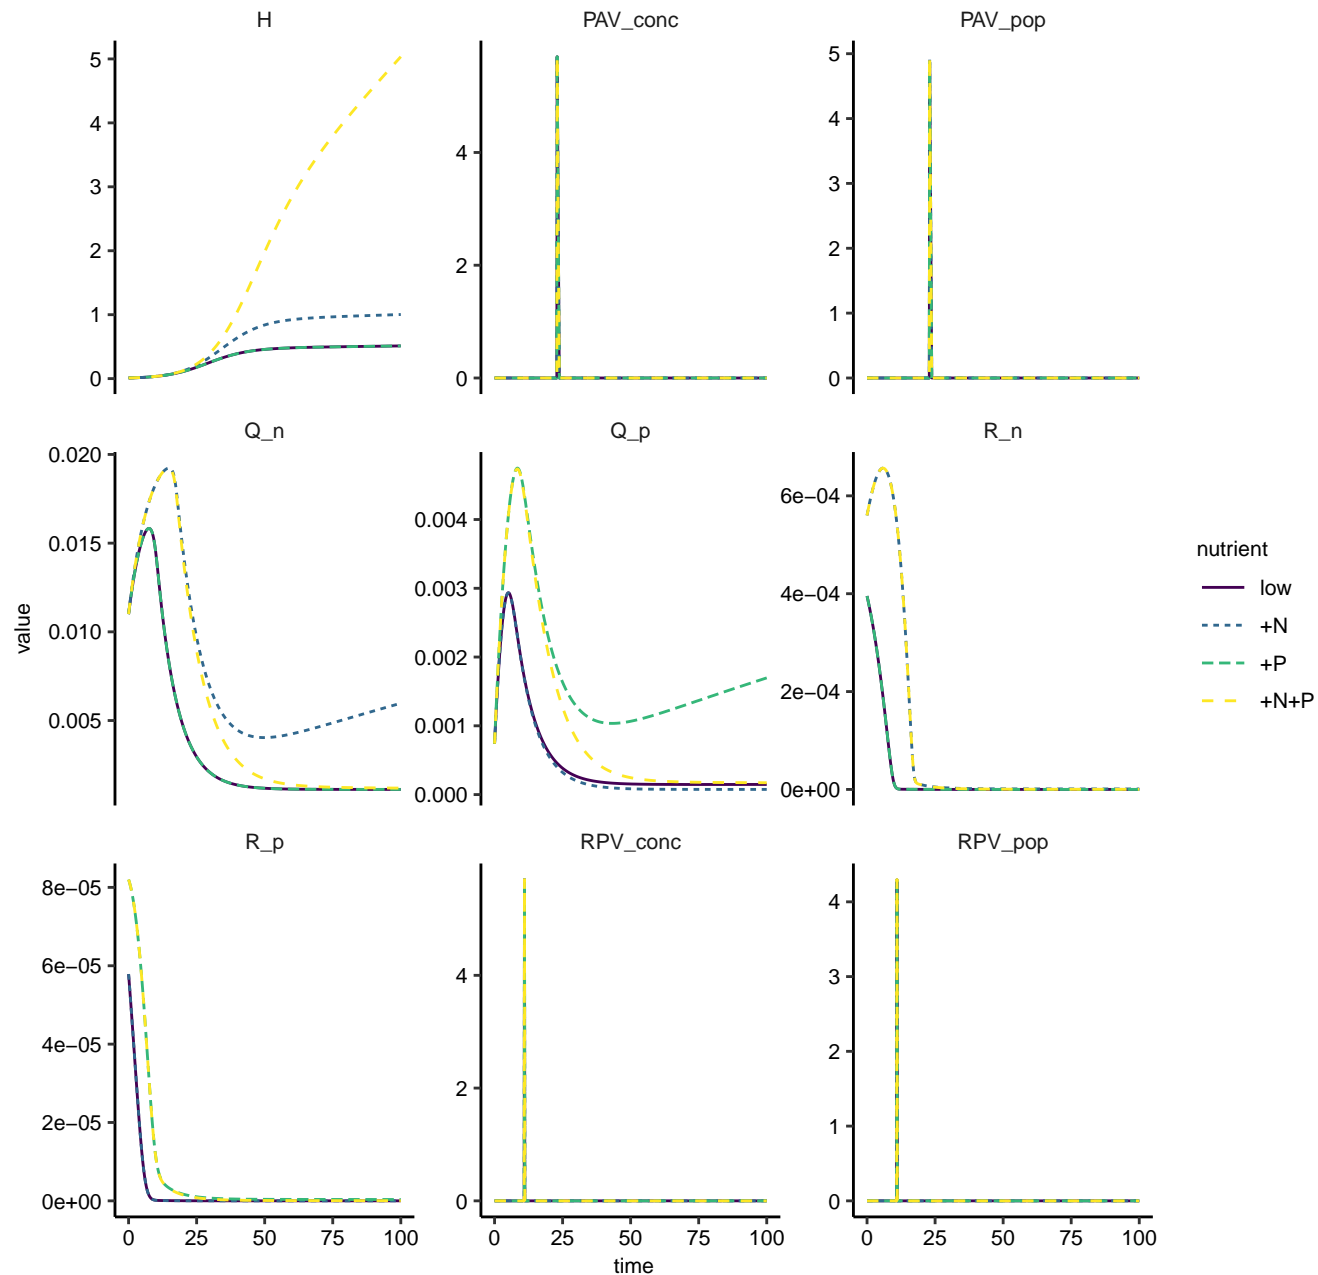 H
PAV_conc
PAV_pop
5
4
3
2
1
0
4
2
0
5
4
3
2
1
0
Q_n
Q_p
R_n
0.020
0.015
0.010
0.005
0.004
0.003
0.002
0.001
0.000
6e−04
4e−04
2e−04
0e+00
value
nutrient
low
+N
+P
+N+P
R_p
RPV_conc
RPV_pop
8e−05
6e−05
4e−05
2e−05
0e+00
4
2
0
4
3
2
1
0
0 25 50 75 100
0 25 50 75 100
0 25 50 75 100
time